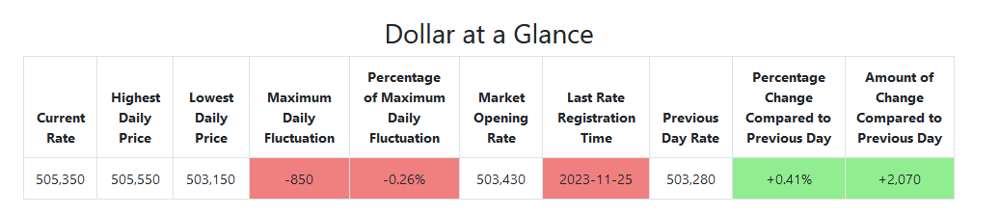 Dollar at a Glance
Current Rate
Highest Daily Price
Lowest Daily Price
Maximum Daily Fluctuation
Percentage of Maximum Daily Fluctuation
Market Opening Rate
Last Rate Registration Time
Previous Day Rate
Percentage Change Compared to Previous Day
Amount of Change Compared to Previous Day
505,350
505,550
503,150
-850
-0.26%
503,430
2023-11-25
503,280
+0.41%
+2,070